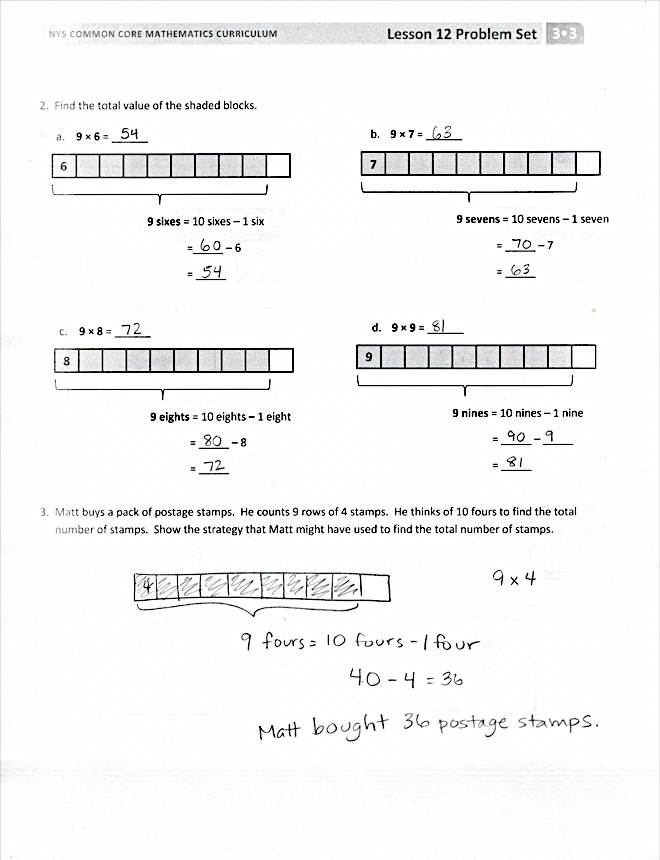 NYS COMMON CORE MATHEMATICS CURRICULUM Lesson 12 Problem Set 3•3
2. Find the total value of the shaded blocks.
a. 9 × 6 = 54 b. 9 × 7 = 63
6 7
9 sixes = 10 sixes – 1 six 9 sevens = 10 sevens – 1 seven
= 60 – 6 = 70 – 7
= 54 = 63
c. 9 × 8 = 72 d. 9 × 9 = 81
8 9
9 eights = 10 eights – 1 eight 9 nines = 10 nines – 1 nine
= 80 – 8 = 90 – 9
= 72 = 81
3. Matt buys a pack of postage stamps. He counts 9 rows of 4 stamps. He thinks of 10 fours to find the total
number of stamps. Show the strategy that Matt might have used to find the total number of stamps.
4 9 × 4
9 fours = 10 fours – 1 four
40 – 4 = 36
Matt bought 36 postage stamps.